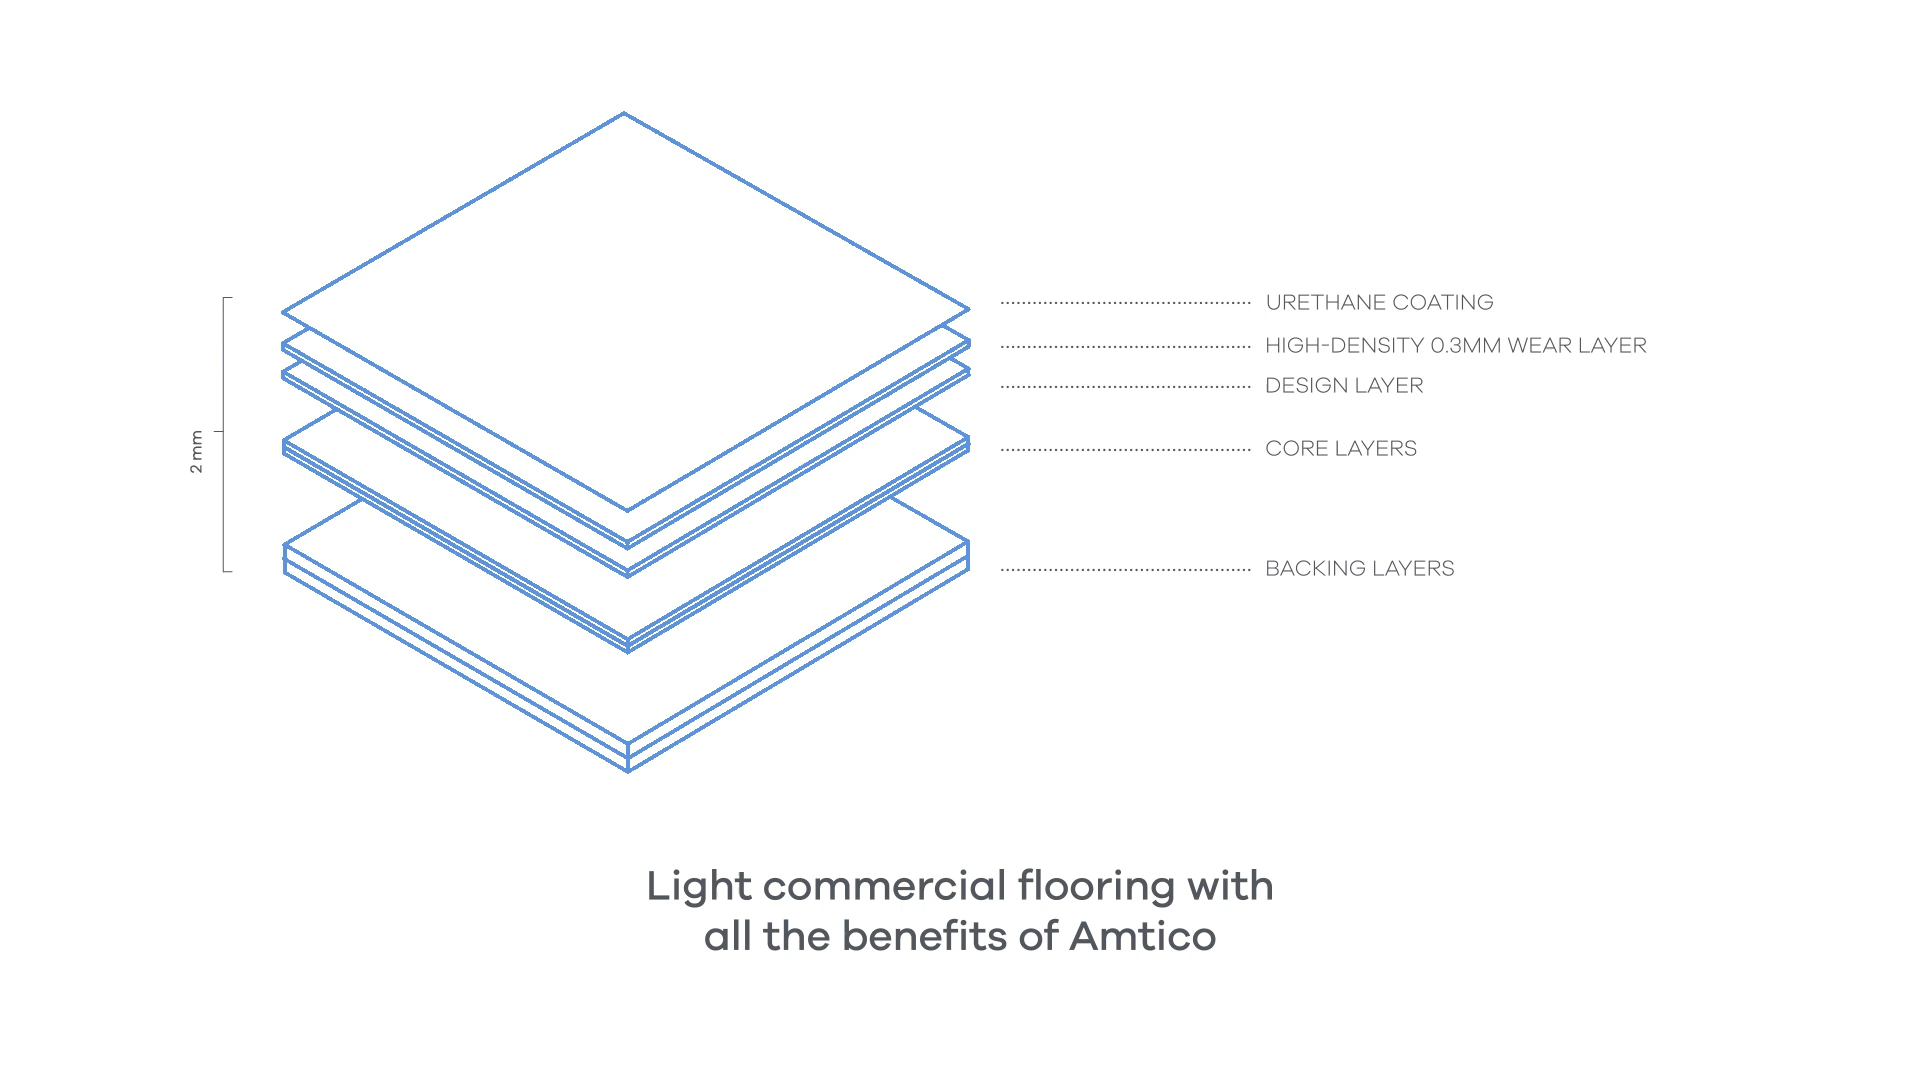 URETHANE COATING
HIGH-DENSITY 0.3MM WEAR LAYER
DESIGN LAYER
CORE LAYERS
BACKING LAYERS
2 mm
Light commercial flooring with
all the benefits of Amtico